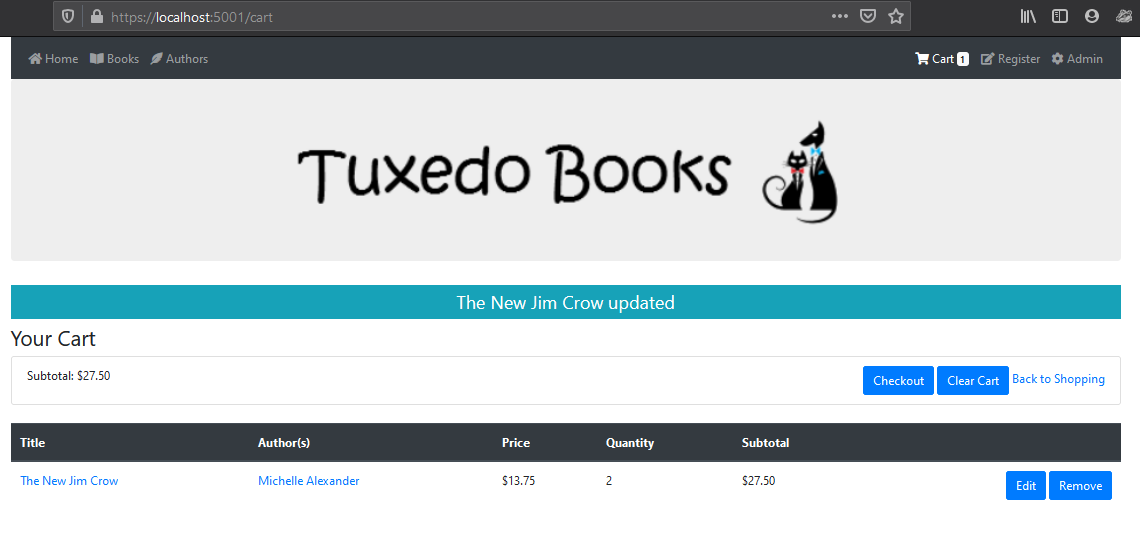 https://localhost:5001/cart
Home Books Authors Cart 1 Register Admin
Tuxedo Books
The New Jim Crow updated
Your Cart
Subtotal: $27.50 Checkout Clear Cart Back to Shopping
Title Author(s) Price Quantity Subtotal
The New Jim Crow Michelle Alexander $13.75 2 $27.50 Edit Remove